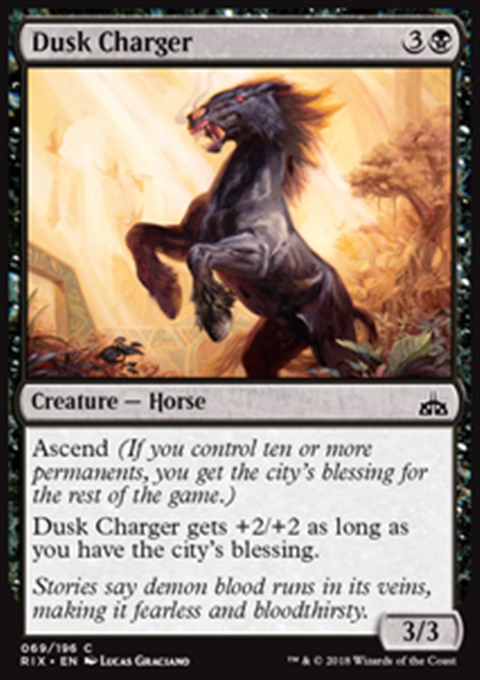 Dusk Charger 3
Creature — Horse
Ascend (If you control ten or more
permanents, you get the city's blessing for
the rest of the game.)
Dusk Charger gets +2/+2 as long as
you have the city's blessing.
Stories say demon blood runs in its veins,
making it fearless and bloodthirsty.
3/3
069/196 C
RIX • EN Lucas Graciano
™ & © 2018 Wizards of the Coast